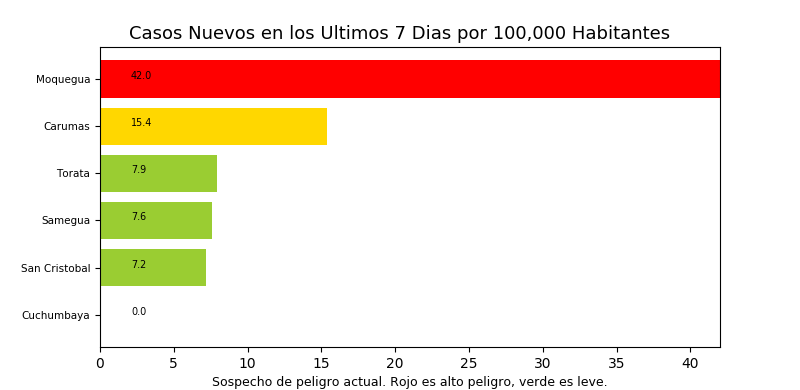 Casos Nuevos en los Ultimos 7 Dias por 100,000 Habitantes
Moquegua 42.0
Carumas 15.4
Torata 7.9
Samegua 7.6
San Cristobal 7.2
Cuchumbaya 0.0
0 5 10 15 20 25 30 35 40
Sospecho de peligro actual. Rojo es alto peligro, verde es leve.